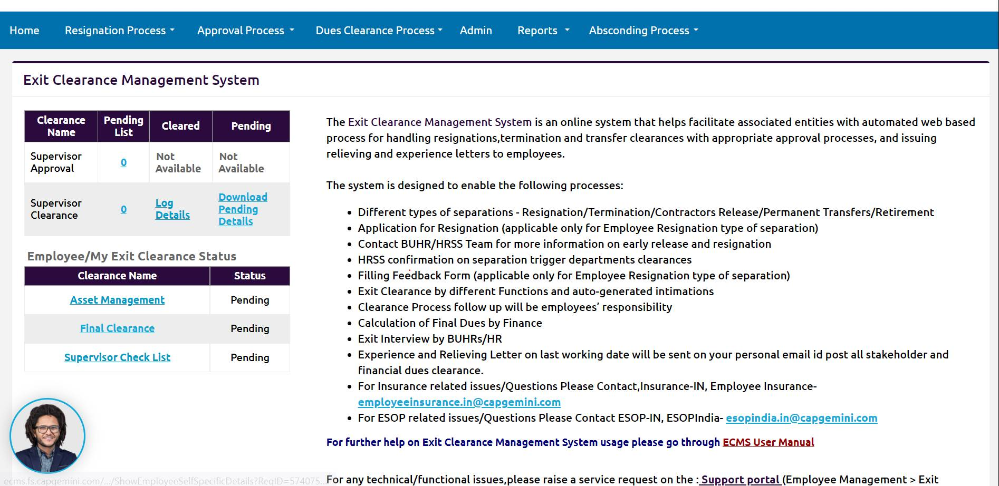 Home Resignation Process Approval Process Dues Clearance Process Admin Reports Absconding Process
Exit Clearance Management System
Clearance Name Pending List Cleared Pending
Supervisor Approval 0 Not Available Not Available
Supervisor Clearance 0 Log Details Download Pending Details
Employee/My Exit Clearance Status
Clearance Name Status
Asset Management Pending
Final Clearance Pending
Supervisor Check List Pending
The Exit Clearance Management System is an online system that helps facilitate associated entities with automated web based
process for handling resignations,termination and transfer clearances with appropriate approval processes, and issuing
relieving and experience letters to employees.
The system is designed to enable the following processes:
• Different types of separations - Resignation/Termination/Contractors Release/Permanent Transfers/Retirement
• Application for Resignation (applicable only for Employee Resignation type of separation)
• Contact BUHR/HRSS Team for more information on early release and resignation
• HRSS confirmation on separation trigger departments clearances
• Filling Feedback Form (applicable only for Employee Resignation type of separation)
• Exit Clearance by different Functions and auto-generated intimations
• Clearance Process follow up will be employees’ responsibility
• Calculation of Final Dues by Finance
• Exit Interview by BUHRs/HR
• Experience and Relieving Letter on last working date will be sent on your personal email id post all stakeholder and
financial dues clearance.
• For Insurance related issues/Questions Please Contact,Insurance-IN, Employee Insurance-
employeeinsurance.in@capgemini.com
• For ESOP related issues/Questions Please Contact ESOP-IN, ESOPIndia- esopindia.in@capgemini.com
For further help on Exit Clearance Management System usage please go through ECMS User Manual
For any technical/functional issues,please raise a service request on the : Support portal (Employee Management > Exit
ecms.fs.capgemini.com/.../ShowEmployeeSelfSpecificDetails?ReqID=574075...